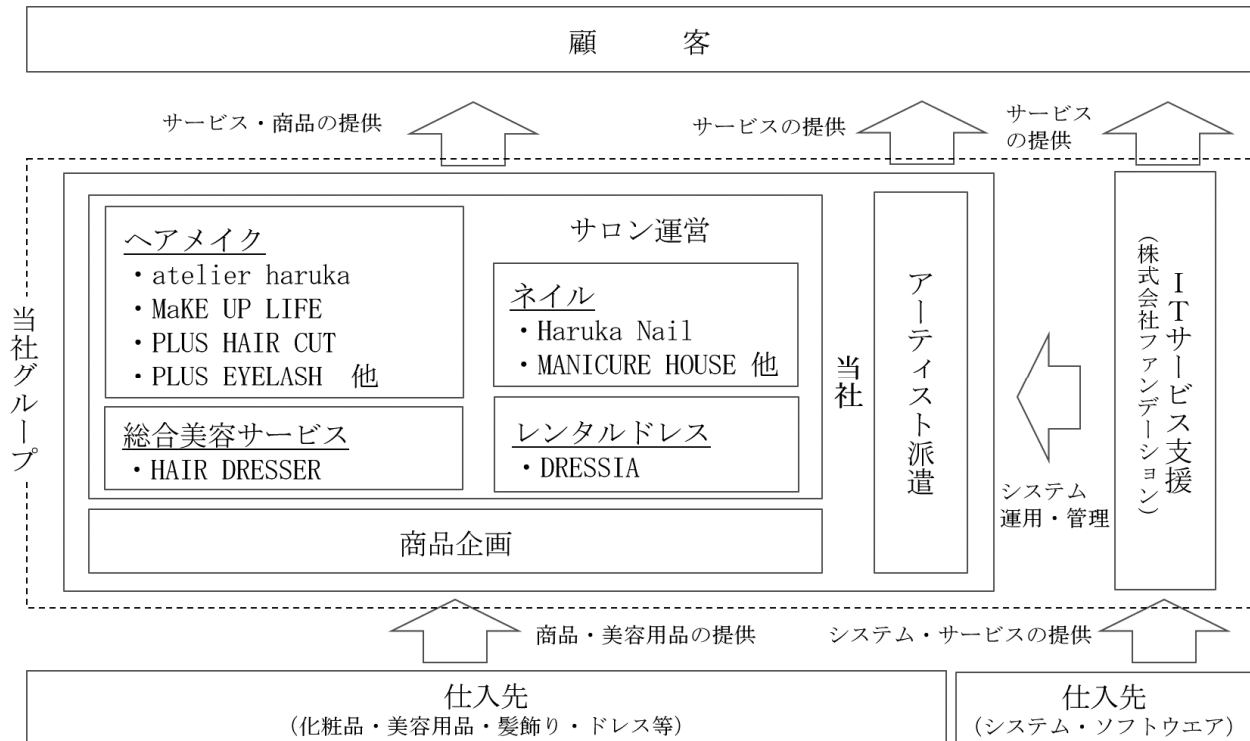 顧客
サービス・商品の提供
サービスの提供
サービス
の提供
当社グループ
ヘアメイク
・atelier haruka
・MaKE UP LIFE
・PLUS HAIR CUT
・PLUS EYELASH 他
サロン運営
ネイル
・Haruka Nail
・MANICURE HOUSE 他
総合美容サービス
・HAIR DRESSER
レンタルドレス
・DRESSIA
商品企画
当社
アーティスト派遣
システム
運用・管理
ITサービス支援
(株式会社ファンデーション)
商品・美容用品の提供
システム・サービスの提供
仕入先
(化粧品・美容用品・髪飾り・ドレス等)
仕入先
(システム・ソフトウエア)